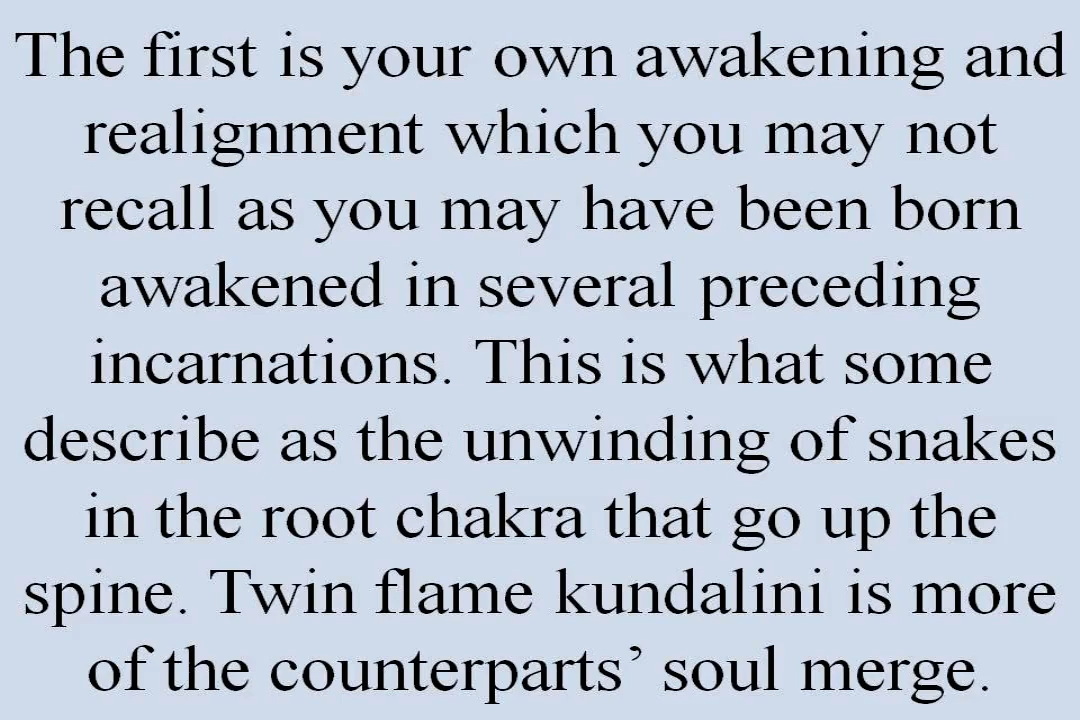 The first is your own awakening and
realignment which you may not
recall as you may have been born
awakened in several preceding
incarnations. This is what some
describe as the unwinding of snakes
in the root chakra that go up the
spine. Twin flame kundalini is more
of the counterparts’ soul merge.